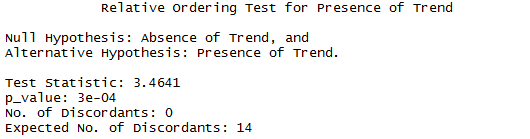 Relative Ordering Test for Presence of Trend
Null Hypothesis: Absence of Trend, and
Alternative Hypothesis: Presence of Trend.
Test Statistic: 3.4641
p_value: 3e-04
No. of Discordants: 0
Expected No. of Discordants: 14